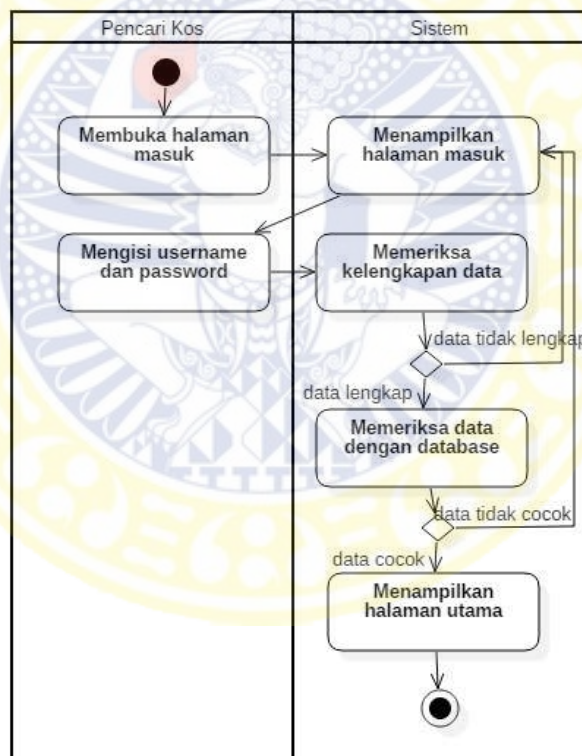 Pencari Kos
Sistem
Membuka halaman
masuk
Menampilkan
halaman masuk
Mengisi username
dan password
Memeriksa
kelengkapan data
data tidak lengkap
data lengkap
Memeriksa data
dengan database
data tidak cocok
data cocok
Menampilkan
halaman utama